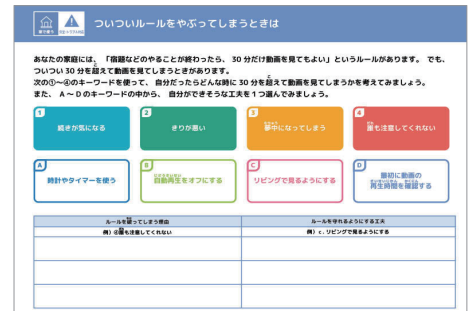 ついついルールをやぶってしまうときは
あなたの家庭には、「宿題などのやることが終わったら、30分だけ動画を見てもよい」というルールがあります。でも、
ついつい30分を超えて動画を見てしまうときがあります。
次の①～④のキーワードを使って、自分だったらどんな時に30分を超えて動画を見てしまうかを考えてみましょう。
また、A～Dのキーワードの中から、自分ができそうな工夫を1つ選んでみましょう。
1 続きが気になる
2 きりが悪い
3 夢中になってしまう
4 誰も注意してくれない
A 時計やタイマーを使う
B 自動再生をオフにする
C リビングで見るようにする
D 最初に動画の
再生時間を確認する
ルールを破ってしまう理由 ルールを守れるようにする工夫
例）④誰も注意してくれない 例）c．リビングで見るようにする